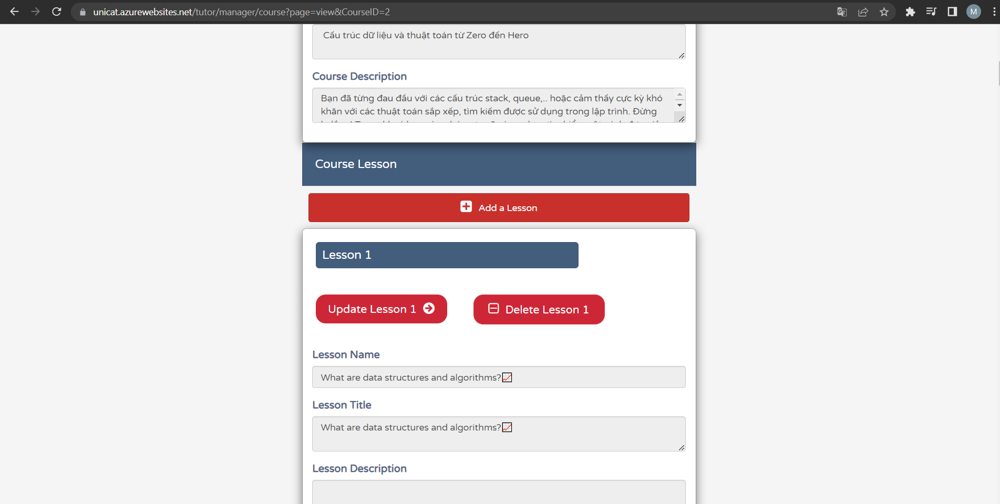 unicat.azurewebsites.net/tutor/manager/course?page=view&CourseID=2
M
Cấu trúc dữ liệu và thuật toán từ Zero đến Hero
Course Description
Bạn đã từng đau đầu với các cấu trúc stack, queue,.. hoặc cảm thấy cực kỳ khó
khăn với các thuật toán sắp xếp, tìm kiếm được sử dụng trong lập trình. Đừng
Course Lesson
Add a Lesson
Lesson 1
Update Lesson 1
Delete Lesson 1
Lesson Name
What are data structures and algorithms?📈
Lesson Title
What are data structures and algorithms?📈
Lesson Description